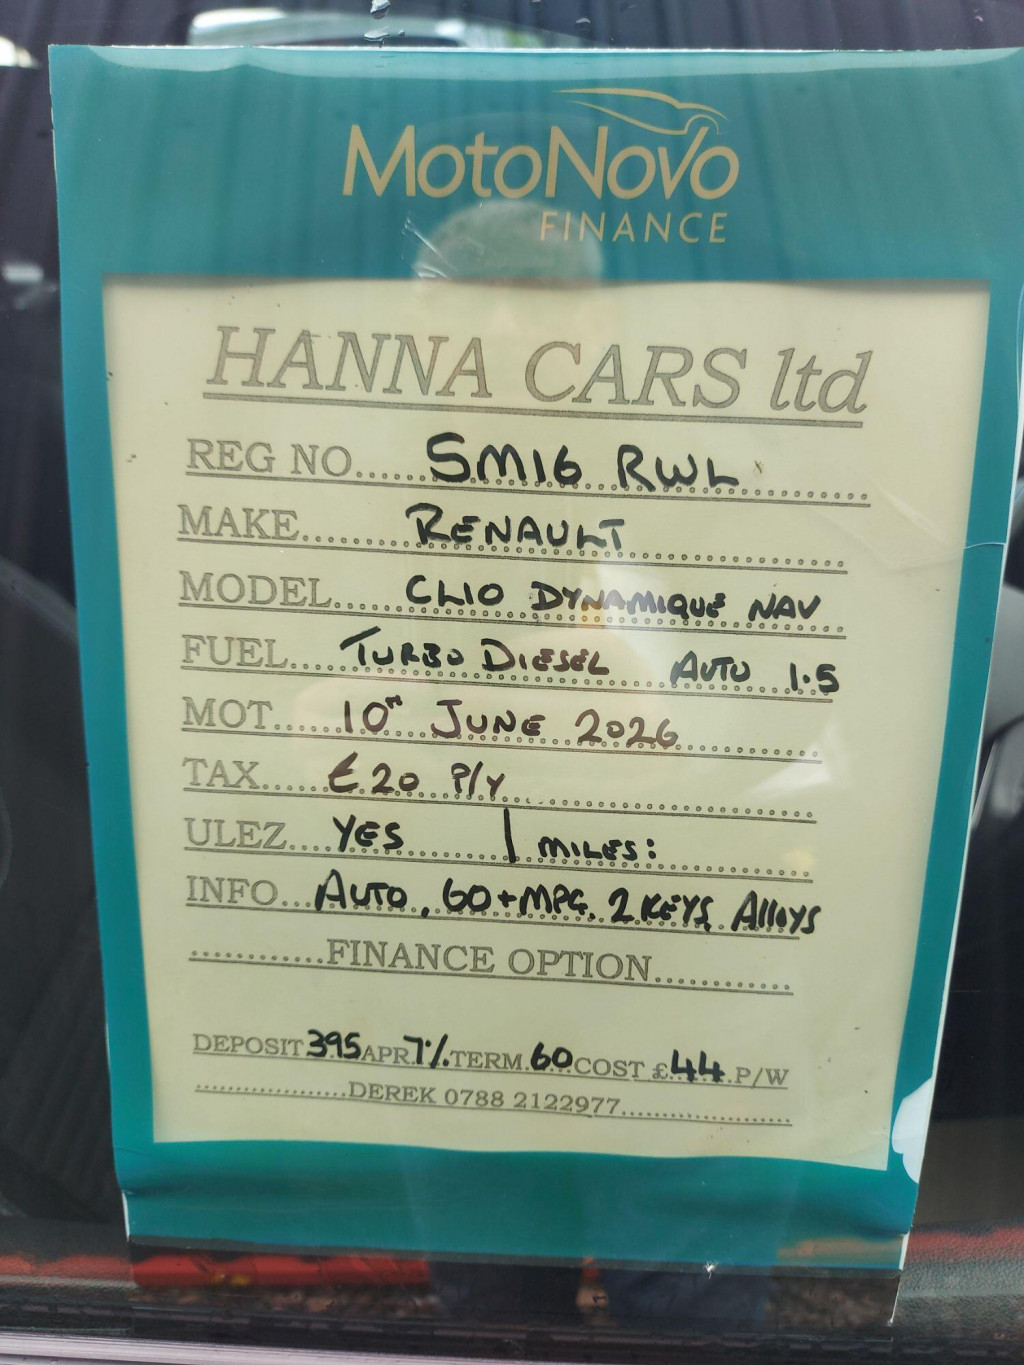 MotoNovo
FINANCE
HANNA CARS ltd
REG NO......SM16 RWL
MAKE........RENAULT
MODEL.....CLIO DYNAMIQUE NAV
FUEL....TURBO DIESEL AUTO 1.5
MOT.....10TH JUNE 2026
TAX.....£20 P/Y
ULEZ....YES | MILES:
INFO...AUTO, 60+MPG, 2 KEYS, Alloys
............FINANCE OPTION............
DEPOSIT 395 APR 7% TERM 60 COST £44 P/W
................DEREK 0788 2122977..................